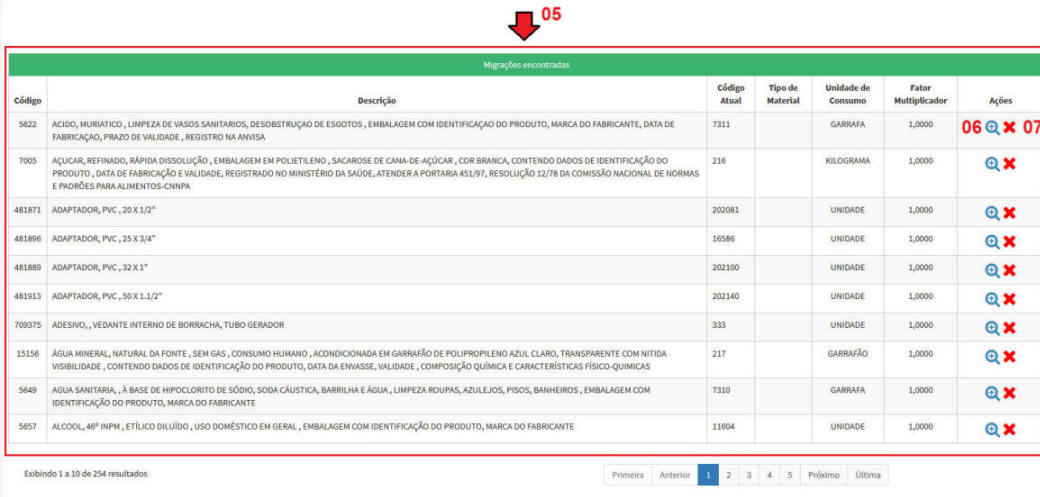 05
Migrações encontradas
Código Descrição Código Atual Tipo de Material Unidade de Consumo Fator Multiplicador Ações
5622 ACIDO, MURIATICO , LIMPEZA DE VASOS SANITARIOS, DESOBSTRUÇAO DE ESGOTOS , EMBALAGEM COM IDENTIFICAÇAO DO PRODUTO, MARCA DO FABRICANTE, DATA DE 7311 GARRAFA 1,0000 06 07
FABRICAÇAO, PRAZO DE VALIDADE , REGISTRO NA ANVISA
7005 AÇUCAR, REFINADO, RÁPIDA DISSOLUÇÃO , EMBALAGEM EM POLIETILENO , SACAROSE DE CANA-DE-AÇÚCAR , COR BRANCA, CONTENDO DADOS DE IDENTIFICAÇÃO DO 216 KILOGRAMA 1,0000
PRODUTO , DATA DE FABRICAÇÃO E VALIDADE, REGISTRADO NO MINISTÉRIO DA SAÚDE, ATENDER A PORTARIA 451/97, RESOLUÇÃO 12/78 DA COMISSÃO NACIONAL DE NORMAS
E PADRÕES PARA ALIMENTOS-CNNPA
481871 ADAPTADOR, PVC , 20 X 1/2" 202081 UNIDADE 1,0000
481896 ADAPTADOR, PVC , 25 X 3/4" 16586 UNIDADE 1,0000
481889 ADAPTADOR, PVC , 32 X 1" 202100 UNIDADE 1,0000
481913 ADAPTADOR, PVC , 50 X 1.1/2" 202140 UNIDADE 1,0000
709375 ADESIVO, , VEDANTE INTERNO DE BORRACHA, TUBO GERADOR 333 UNIDADE 1,0000
15156 ÁGUA MINERAL, NATURAL DA FONTE , SEM GAS , CONSUMO HUMANO , ACONDICIONADA EM GARRAFÃO DE POLIPROPILENO AZUL CLARO, TRANSPARENTE COM NITIDA 217 GARRAFÃO 1,0000
VISIBILIDADE , CONTENDO DADOS DE IDENTIFICAÇÃO DO PRODUTO, DATA DA ENVASSE, VALIDADE , COMPOSIÇÃO QUÍMICA E CARACTERÍSTICAS FÍSICO-QUIMICAS
5649 AGUA SANITARIA, , À BASE DE HIPOCLORITO DE SÓDIO, SODA CÁUSTICA, BARRILHA E ÁGUA , LIMPEZA ROUPAS, AZULEJOS, PISOS, BANHEIROS , EMBALAGEM COM 7310 GARRAFA 1,0000
IDENTIFICAÇÃO DO PRODUTO, MARCA DO FABRICANTE
5657 ALCOOL, 46º INPM , ETÍLICO DILUÍDO , USO DOMÉSTICO EM GERAL , EMBALAGEM COM IDENTIFICAÇÃO DO PRODUTO, MARCA DO FABRICANTE 11604 UNIDADE 1,0000
Exibindo 1 a 10 de 254 resultados Primeira Anterior 1 2 3 4 5 Próximo Última